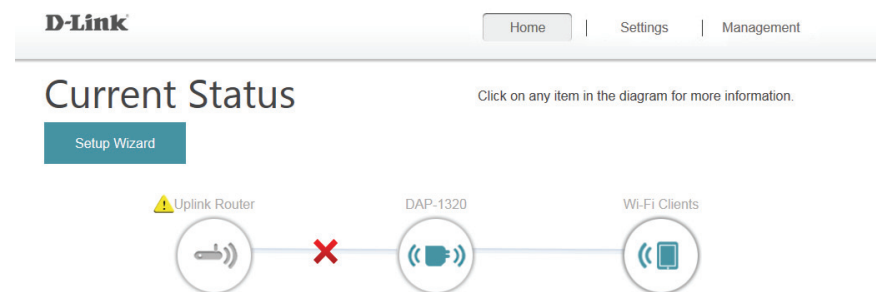 D-Link
Home | Settings | Management
Current Status
Click on any item in the diagram for more information.
Setup Wizard
Uplink Router
DAP-1320
Wi-Fi Clients